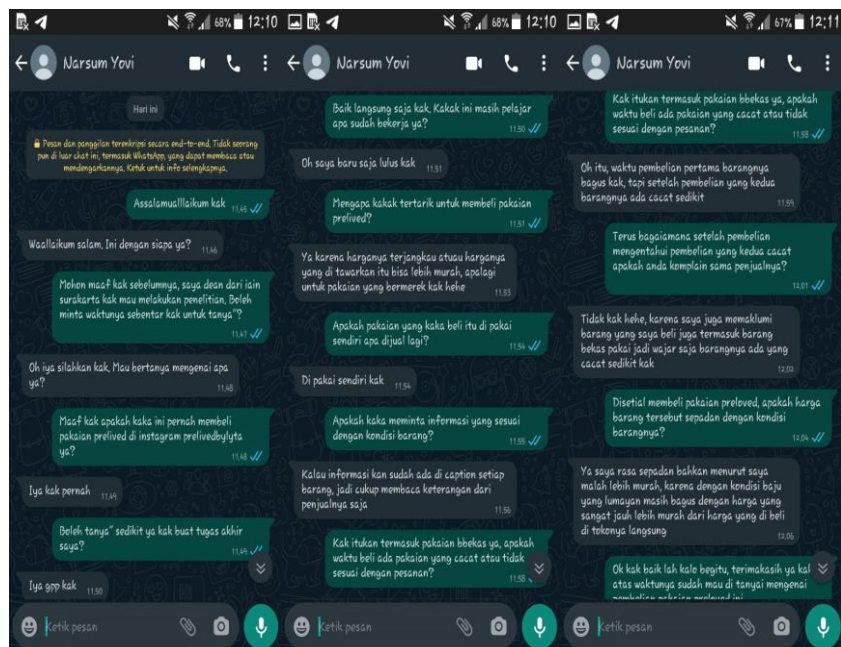 68% 12:10
Narsum Yovi
Hari ini
Pesan dan panggilan terenkripsi secara end-to-end. Tidak seorang
pun di luar chat ini, termasuk WhatsApp, yang dapat membaca atau
mendengarkannya. Ketuk untuk info selengkapnya.
Assalamualllaikum kak 11,45
Waallaikum salam, Ini dengan siapa ya? 11,46
Mohon maaf kak sebelumnya, saya dean dari iain
surakarta kak mau melakukan penelitian, Boleh
minta waktunya sebentar kak untuk tanya"?
11,47
Oh iya silahkan kak, Mau bertanya mengenai apa
ya? 11,48
Maaf kak apakah kaka ini pernah membeli
pakaian prelived di instagram prelivedbylyta
ya? 11,48
Iya kak pernah 11,49
Boleh tanya" sedikit ya kak buat tugas akhir
saya? 11,49
Iya gpp kak 11,50
Ketik pesan
68% 12:10
Narsum Yovi
Baik langsung saja kak, Kakak ini masih pelajar
apa sudah bekerja ya? 11,50
Oh saya baru saja lulus kak 11,51
Mengapa kakak tertarik untuk membeli pakaian
prelived? 11,51
Ya karena harganya terjangkau atuau harganya
yang di tawarkan itu bisa lebih murah, apalagi
untuk pakaian yang bermerek kak hehe 11,53
Apakah pakaian yang kaka beli itu di pakai
sendiri apa dijual lagi? 11,54
Di pakai sendiri kak 11,54
Apakah kaka meminta informasi yang sesuai
dengan kondisi barang? 11,55
Kalau informasi kan sudah ada di caption setiap
barang, jadi cukup membaca keterangan dari
penjualnya saja 11,56
Kak itukan termasuk pakaian bbekas ya, apakah
waktu beli ada pakaian yang cacat atau tidak
sesuai dengan pesanan? 11,58
Ketik pesan
67% 12:11
Narsum Yovi
Kak itukan termasuk pakaian bbekas ya, apakah
waktu beli ada pakaian yang cacat atau tidak
sesuai dengan pesanan? 11,58
Oh itu, waktu pembelian pertama barangnya
bagus kak, tapi setelah pembelian yang kedua
barangnya ada cacat sedikit 11,59
Terus bagaiamana setelah pembelian
mengentahui pembelian yang kedua cacat
apakah anda komplain sama penjualnya?
12,01
Tidak kak hehe, karena saya juga memaklumi
barang yang saya beli juga termasuk barang
bekas pakai jadi wajar saja barangnya ada yang
cacat sedikit kak 12,02
Disetial membeli pakaian preloved, apakah harga
barang tersebut sepadan dengan kondisi
barangnya? 12,04
Ya saya rasa sepadan bahkan menurut saya
malah lebih murah, karena dengan kondisi baju
yang lumayan masih bagus dengan harga yang
sangat jauh lebih murah dari harga yang di beli
di tokonya langsung 12,06
Ok kak baik lah kalo begitu, terimakasih ya kak
atas waktunya sudah mau di tanyai mengenai
pembelian pakaian preloved ini
Ketik pesan